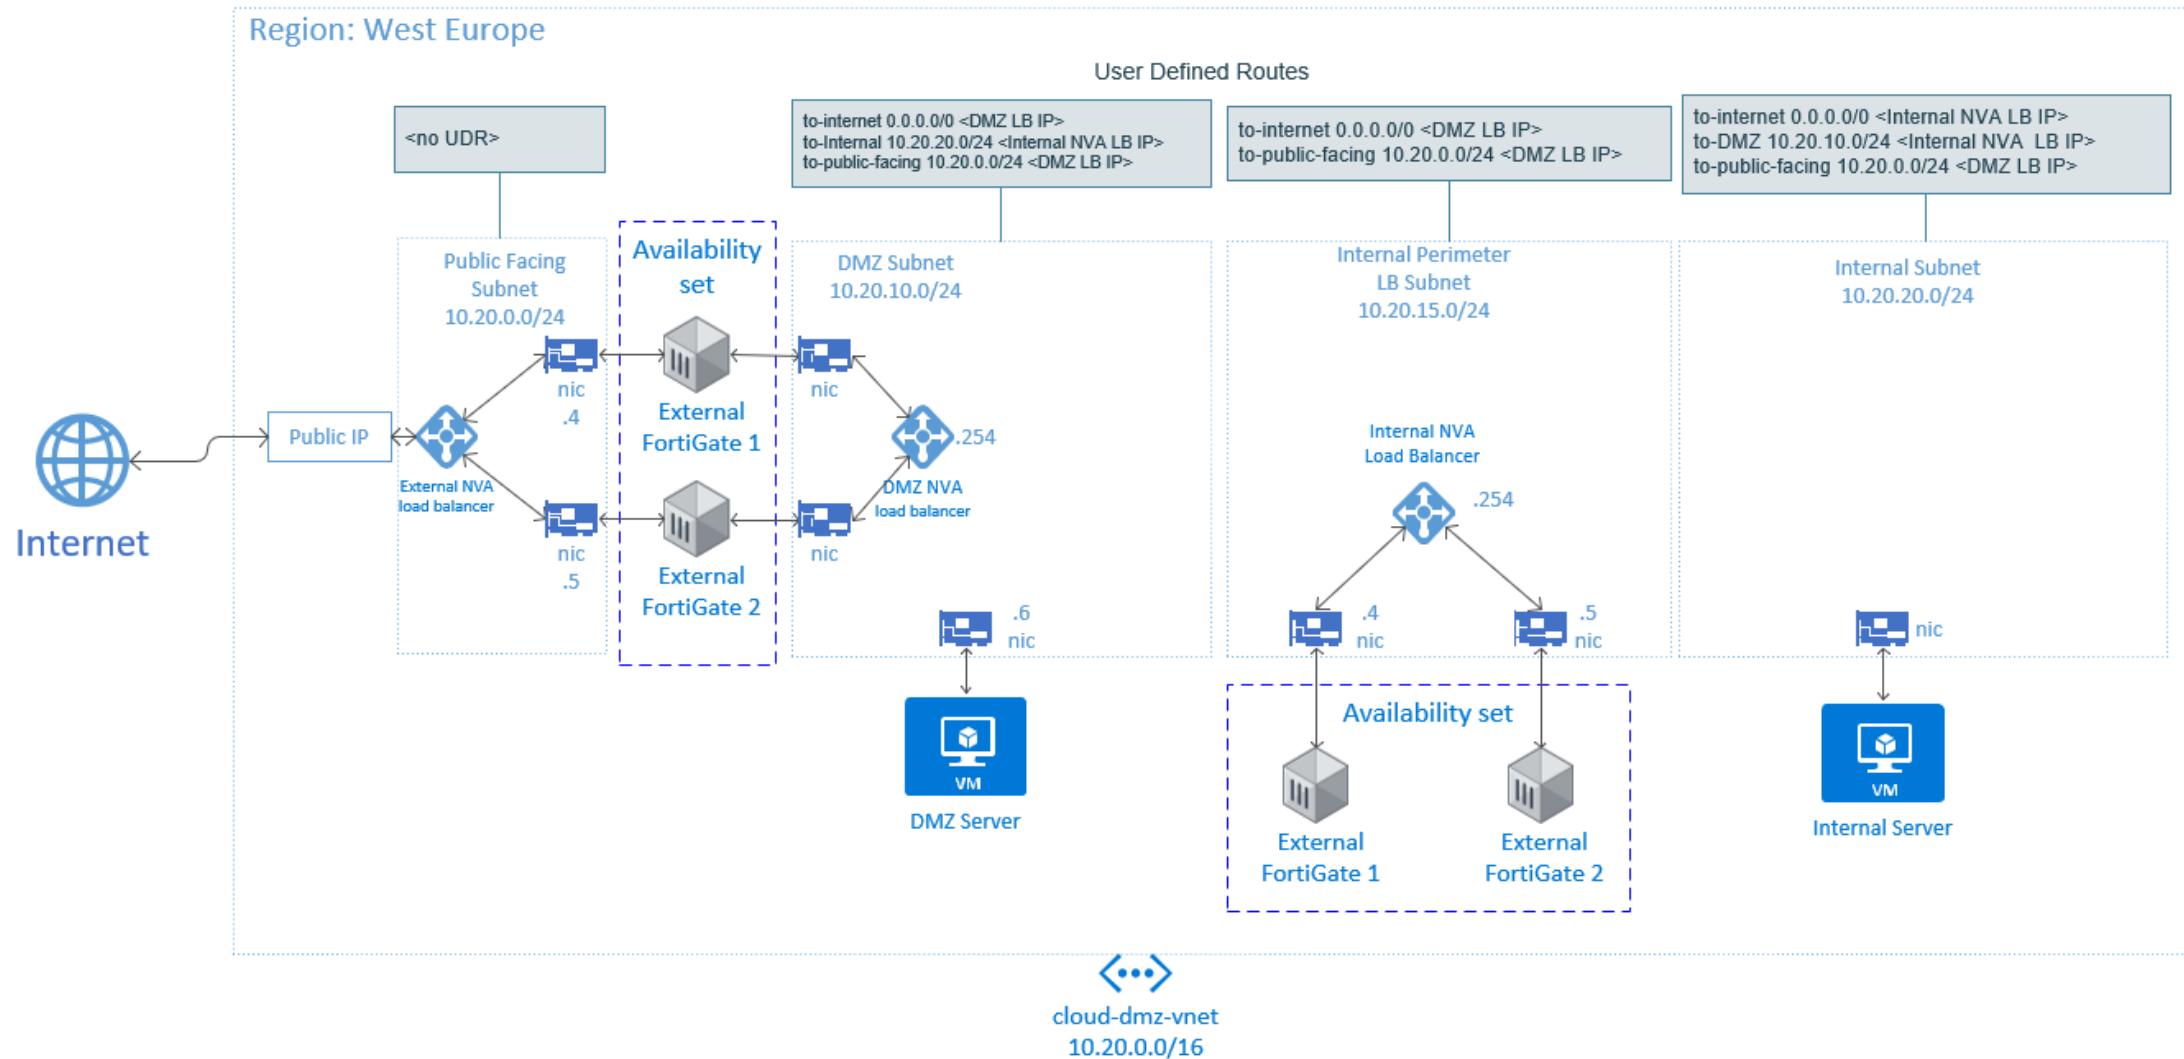 Region: West Europe
User Defined Routes
<no UDR>
to-internet 0.0.0.0/0 <DMZ LB IP>
to-Internal 10.20.20.0/24 <Internal NVA LB IP>
to-public-facing 10.20.0.0/24 <DMZ LB IP>
to-internet 0.0.0.0/0 <DMZ LB IP>
to-public-facing 10.20.0.0/24 <DMZ LB IP>
to-internet 0.0.0.0/0 <Internal NVA LB IP>
to-DMZ 10.20.10.0/24 <Internal NVA  LB IP>
to-public-facing 10.20.0.0/24 <DMZ LB IP>
Public Facing
Subnet
10.20.0.0/24
Availability
set
DMZ Subnet
10.20.10.0/24
Internal Perimeter
LB Subnet
10.20.15.0/24
Internal Subnet
10.20.20.0/24
nic
.4
External
FortiGate 1
nic
Internet
Public IP
External NVA
load balancer
.254
DMZ NVA
load balancer
nic
.5
External
FortiGate 2
nic
Internal NVA
Load Balancer
.254
.6
nic
.4
nic
.5
nic
nic
VM
DMZ Server
Availability set
External
FortiGate 1
External
FortiGate 2
VM
Internal Server
cloud-dmz-vnet
10.20.0.0/16